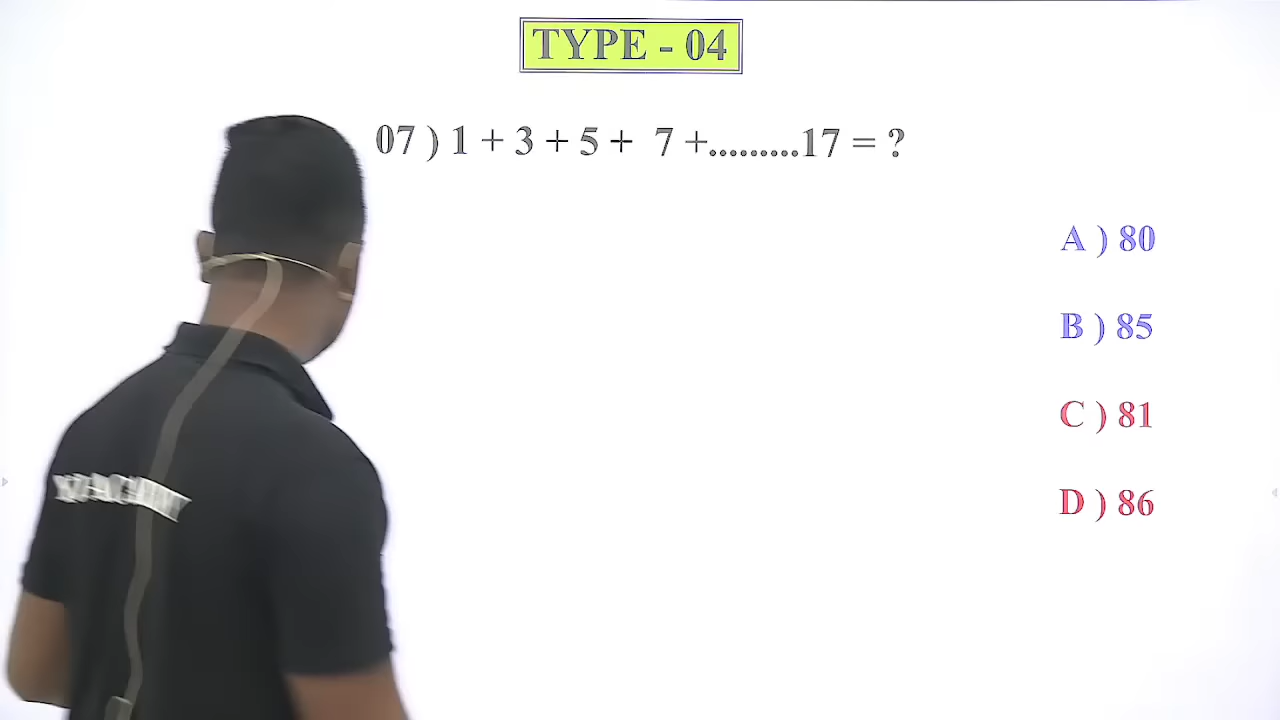 TYPE - 04
07 ) 1 + 3 + 5 + 7 +.........17 = ?
A ) 80
B ) 85
C ) 81
D ) 86